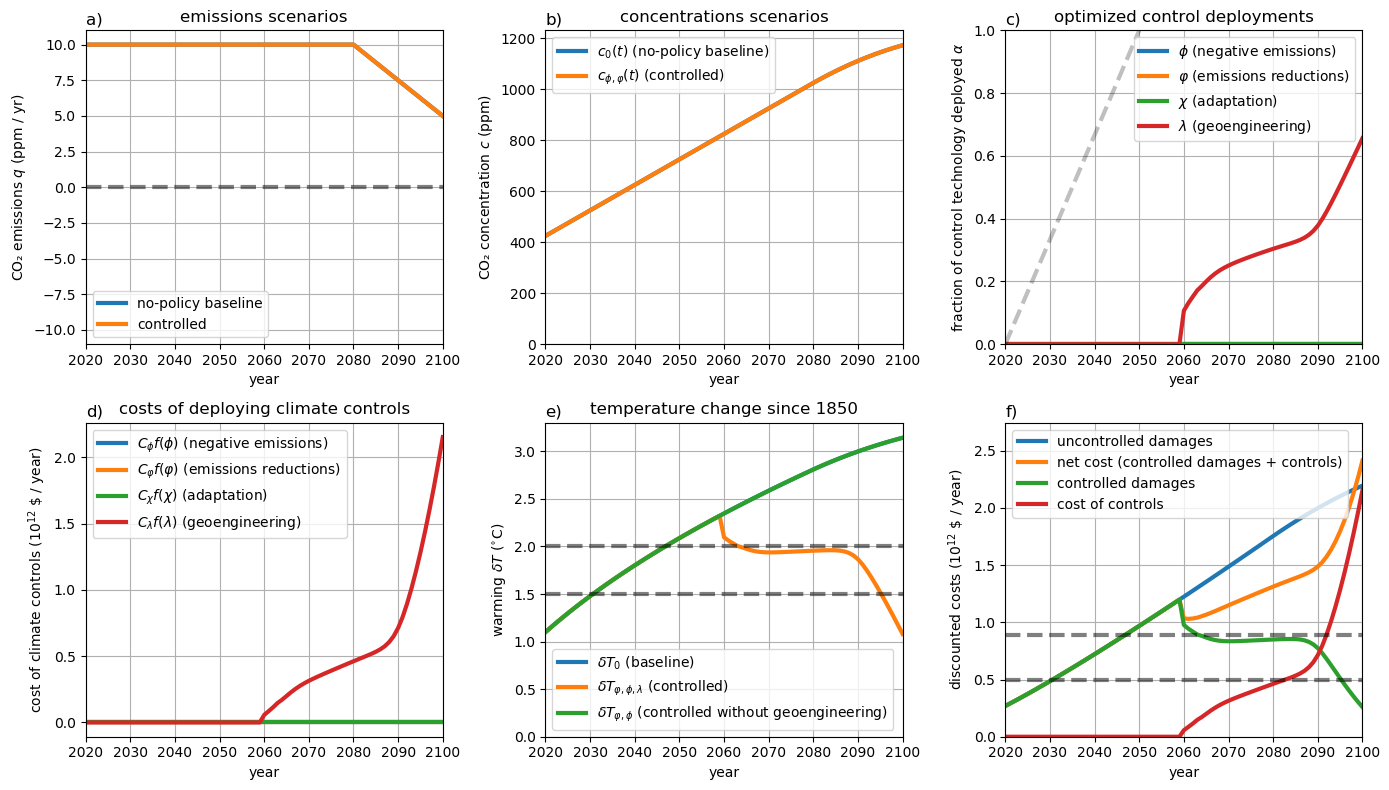 a) emissions scenarios
CO₂ emissions q (ppm / yr)
10.0
7.5
5.0
2.5
0.0
−2.5
−5.0
−7.5
−10.0
no-policy baseline
controlled
2020 2030 2040 2050 2060 2070 2080 2090 2100
year
b) concentrations scenarios
CO₂ concentration c (ppm)
1200
1000
800
600
400
200
0
c₀(t) (no-policy baseline)
c_ϕ,φ(t) (controlled)
2020 2030 2040 2050 2060 2070 2080 2090 2100
year
c) optimized control deployments
fraction of control technology deployed α
1.0
0.8
0.6
0.4
0.2
0.0
ϕ (negative emissions)
φ (emissions reductions)
χ (adaptation)
λ (geoengineering)
2020 2030 2040 2050 2060 2070 2080 2090 2100
year
d) costs of deploying climate controls
cost of climate controls (10¹² $ / year)
2.0
1.5
1.0
0.5
0.0
C_ϕf(ϕ) (negative emissions)
C_φf(φ) (emissions reductions)
C_χf(χ) (adaptation)
C_λf(λ) (geoengineering)
2020 2030 2040 2050 2060 2070 2080 2090 2100
year
e) temperature change since 1850
warming δT (˚C)
3.0
2.5
2.0
1.5
1.0
0.5
0.0
δT₀ (baseline)
δT_φ,ϕ,λ (controlled)
δT_φ,ϕ (controlled without geoengineering)
2020 2030 2040 2050 2060 2070 2080 2090 2100
year
f)
discounted costs (10¹² $ / year)
2.5
2.0
1.5
1.0
0.5
0.0
uncontrolled damages
net cost (controlled damages + controls)
controlled damages
cost of controls
2020 2030 2040 2050 2060 2070 2080 2090 2100
year